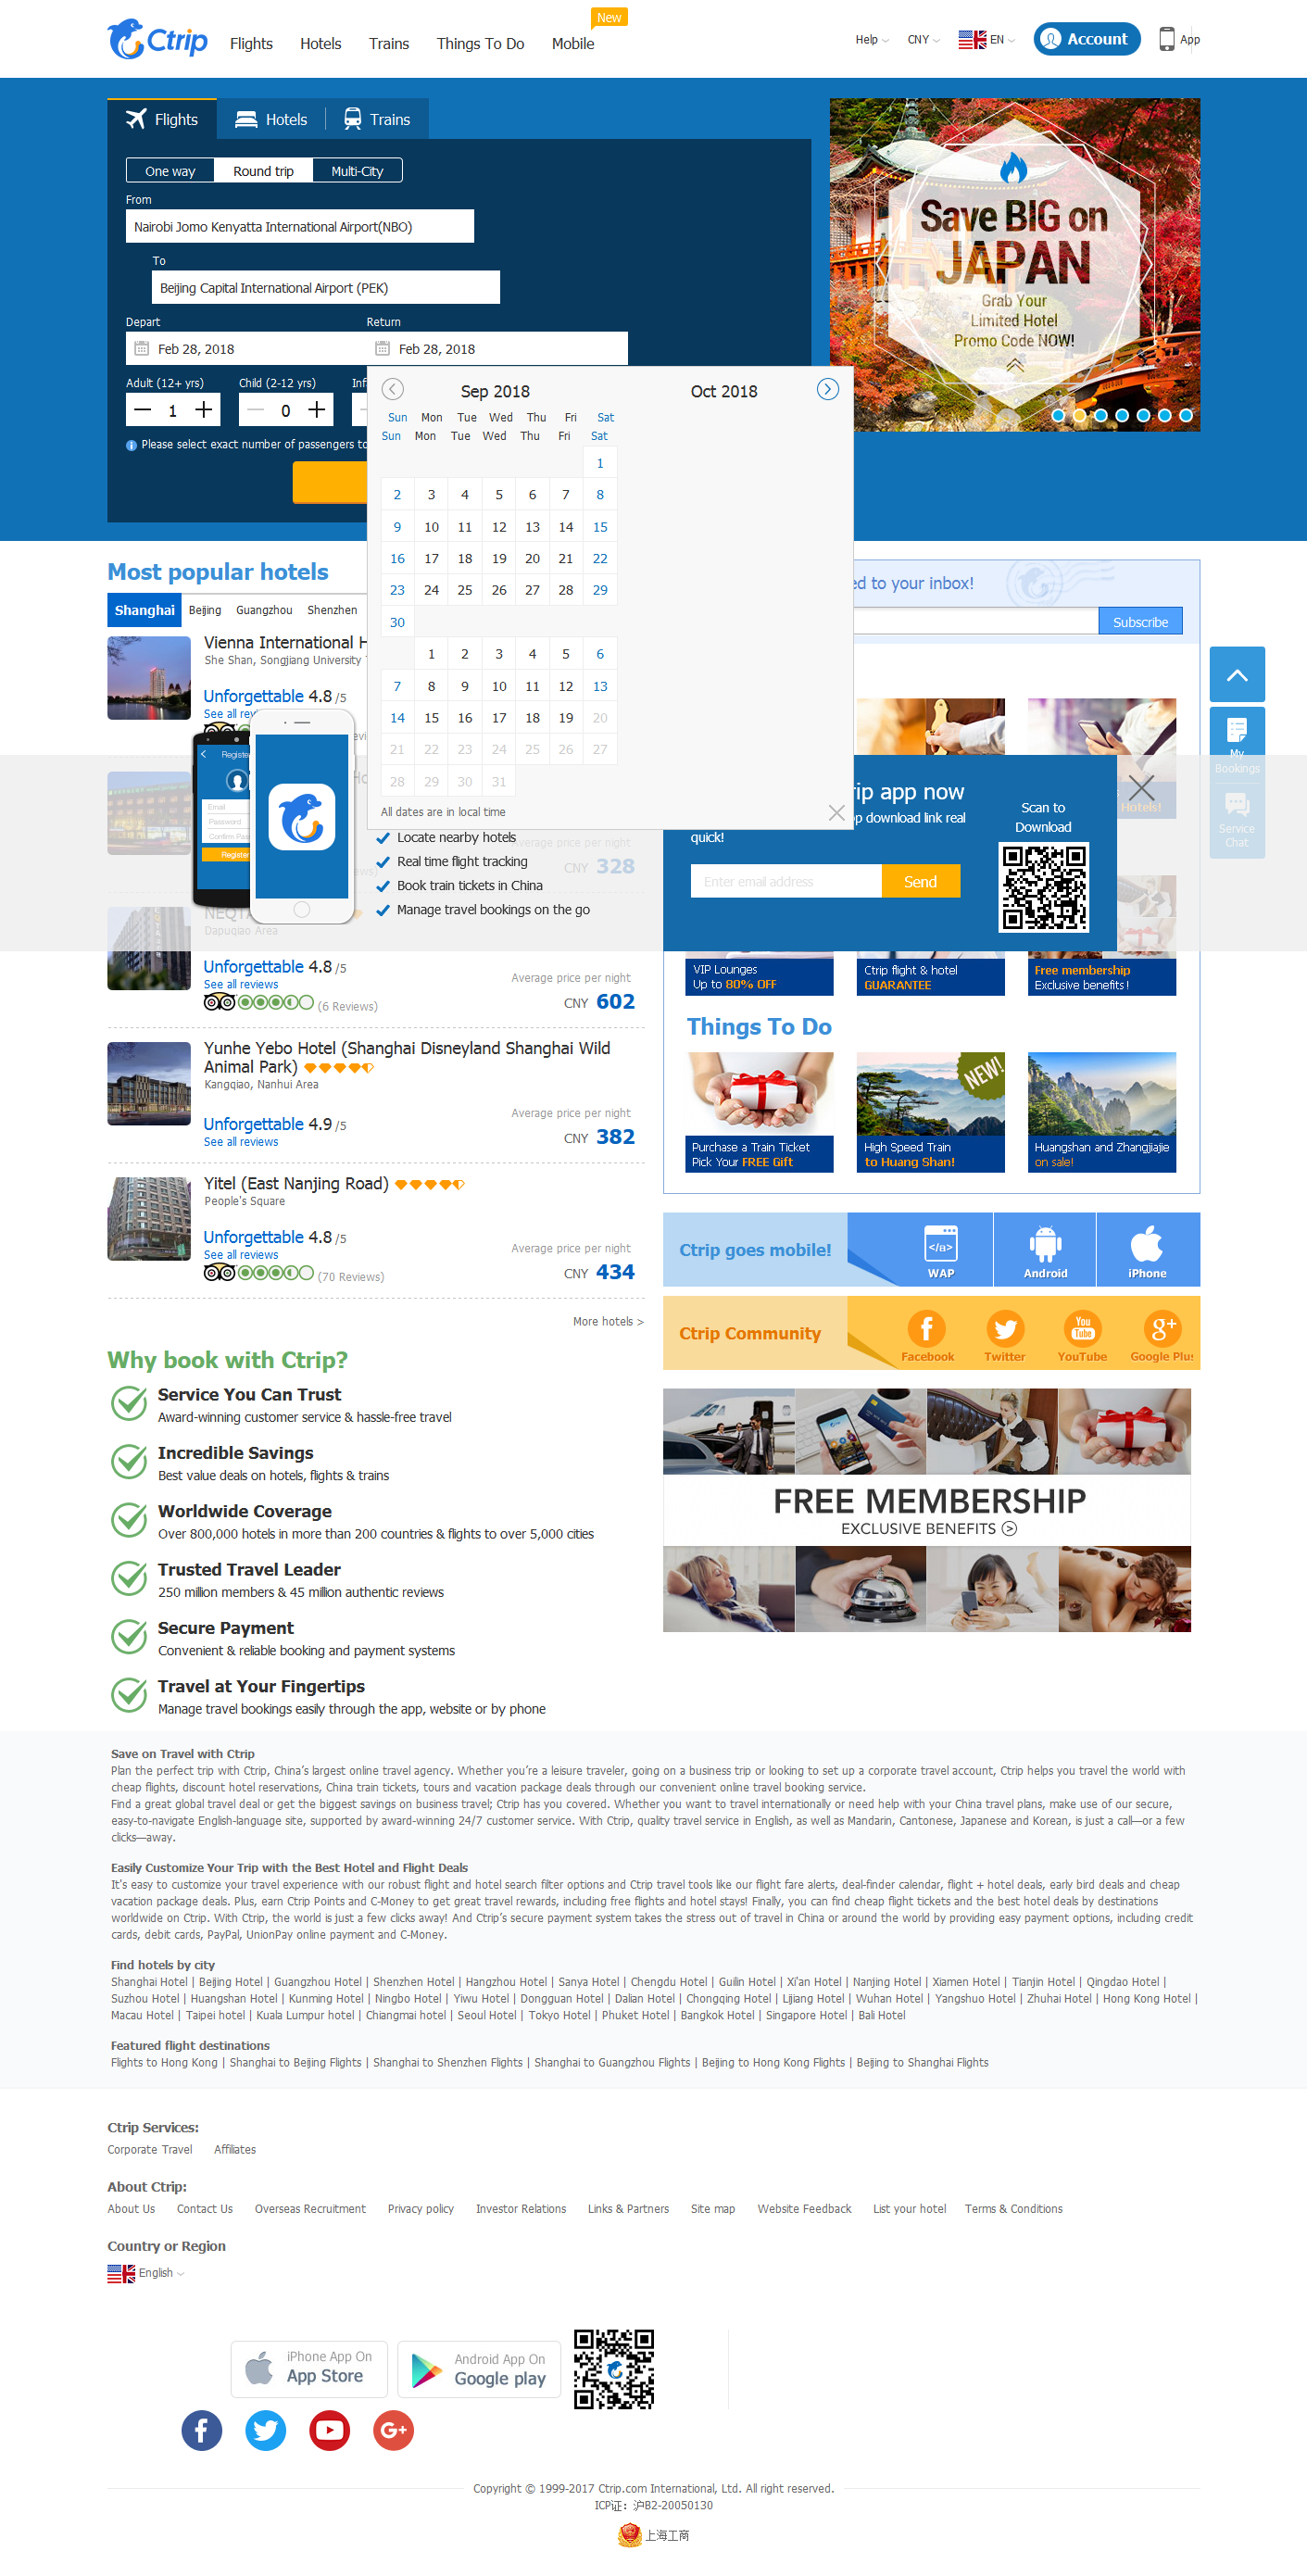 Ctrip
Flights
Hotels
Trains
Things To Do
Mobile
New
Help
CNY
EN
Account
App
Flights
Hotels
Trains
One way
Round trip
Multi-City
From
Nairobi Jomo Kenyatta International Airport(NBO)
To
Beijing Capital International Airport (PEK)
Depart
Return
Feb 28, 2018
Feb 28, 2018
Adult (12+ yrs)
Child (2-12 yrs)
1
0
Please select exact number of passengers
Save BIG on
JAPAN
Grab Your
Limited Hotel
Promo Code NOW!
Sep 2018
Oct 2018
Sun Mon Tue Wed Thu Fri Sat
Sun Mon Tue Wed Thu Fri Sat
1
2 3 4 5 6 7 8
9 10 11 12 13 14 15
16 17 18 19 20 21 22
23 24 25 26 27 28 29
30
1 2 3 4 5 6
7 8 9 10 11 12 13
14 15 16 17 18 19 20
21 22 23 24 25 26 27
28 29 30 31
All dates are in local time
Most popular hotels
Shanghai
Beijing
Guangzhou
Shenzhen
Vienna International
She Shan, Songjiang University
Unforgettable 4.8 /5
See all
to your inbox!
Subscribe
My
Bookings
Service
Chat
Hotels!
Register
Email
Password
Register
app now
download link real
quick!
Enter email address
Send
Scan to
Download
Locate nearby hotels
Real time flight tracking
Book train tickets in China
Manage travel bookings on the go
Average price per night
CNY 328
Dapuqiao Area
Unforgettable 4.8 /5
See all reviews
(6 Reviews)
Average price per night
CNY 602
Yunhe Yebo Hotel (Shanghai Disneyland Shanghai Wild
Animal Park)
Kangqiao, Nanhui Area
Unforgettable 4.9 /5
See all reviews
Average price per night
CNY 382
Yitel (East Nanjing Road)
People's Square
Unforgettable 4.8 /5
See all reviews
(70 Reviews)
Average price per night
CNY 434
More hotels >
VIP Lounges
Up to 80% OFF
Ctrip flight & hotel
GUARANTEE
Free membership
Exclusive benefits !
Things To Do
NEW!
Purchase a Train Ticket
Pick Your FREE Gift
High Speed Train
to Huang Shan!
Huangshan and Zhangjiajie
on sale!
Ctrip goes mobile!
</a>
WAP
Android
iPhone
Ctrip Community
You
Tube
g+
Facebook
Twitter
YouTube
Google Plus
FREE MEMBERSHIP
EXCLUSIVE BENEFITS
Why book with Ctrip?
Service You Can Trust
Award-winning customer service & hassle-free travel
Incredible Savings
Best value deals on hotels, flights & trains
Worldwide Coverage
Over 800,000 hotels in more than 200 countries & flights to over 5,000 cities
Trusted Travel Leader
250 million members & 45 million authentic reviews
Secure Payment
Convenient & reliable booking and payment systems
Travel at Your Fingertips
Manage travel bookings easily through the app, website or by phone
Save on Travel with Ctrip
Plan the perfect trip with Ctrip, China’s largest online travel agency. Whether you’re a leisure traveler, going on a business trip or looking to set up a corporate travel account, Ctrip helps you travel the world with
cheap flights, discount hotel reservations, China train tickets, tours and vacation package deals through our convenient online travel booking service.
Find a great global travel deal or get the biggest savings on business travel; Ctrip has you covered. Whether you want to travel internationally or need help with your China travel plans, make use of our secure,
easy-to-navigate English-language site, supported by award-winning 24/7 customer service. With Ctrip, quality travel service in English, as well as Mandarin, Cantonese, Japanese and Korean, is just a call—or a few
clicks—away.
Easily Customize Your Trip with the Best Hotel and Flight Deals
It's easy to customize your travel experience with our robust flight and hotel search filter options and Ctrip travel tools like our flight fare alerts, deal-finder calendar, flight + hotel deals, early bird deals and cheap
vacation package deals. Plus, earn Ctrip Points and C-Money to get great travel rewards, including free flights and hotel stays! Finally, you can find cheap flight tickets and the best hotel deals by destinations
worldwide on Ctrip. With Ctrip, the world is just a few clicks away! And Ctrip’s secure payment system takes the stress out of travel in China or around the world by providing easy payment options, including credit
cards, debit cards, PayPal, UnionPay online payment and C-Money.
Find hotels by city
Shanghai Hotel | Beijing Hotel | Guangzhou Hotel | Shenzhen Hotel | Hangzhou Hotel | Sanya Hotel | Chengdu Hotel | Guilin Hotel | Xi'an Hotel | Nanjing Hotel | Xiamen Hotel | Tianjin Hotel | Qingdao Hotel |
Suzhou Hotel | Huangshan Hotel | Kunming Hotel | Ningbo Hotel | Yiwu Hotel | Dongguan Hotel | Dalian Hotel | Chongqing Hotel | Lijiang Hotel | Wuhan Hotel | Yangshuo Hotel | Zhuhai Hotel | Hong Kong Hotel |
Macau Hotel | Taipei hotel | Kuala Lumpur hotel | Chiangmai hotel | Seoul Hotel | Tokyo Hotel | Phuket Hotel | Bangkok Hotel | Singapore Hotel | Bali Hotel
Featured flight destinations
Flights to Hong Kong | Shanghai to Beijing Flights | Shanghai to Shenzhen Flights | Shanghai to Guangzhou Flights | Beijing to Hong Kong Flights | Beijing to Shanghai Flights
Ctrip Services:
Corporate Travel Affiliates
About Ctrip:
About Us Contact Us Overseas Recruitment Privacy policy Investor Relations Links & Partners Site map Website Feedback List your hotel Terms & Conditions
Country or Region
English
iPhone App On
App Store
Android App On
Google play
G+
Copyright © 1999-2017 Ctrip.com International, Ltd. All right reserved.
ICP证：沪B2-20050130
上海工商